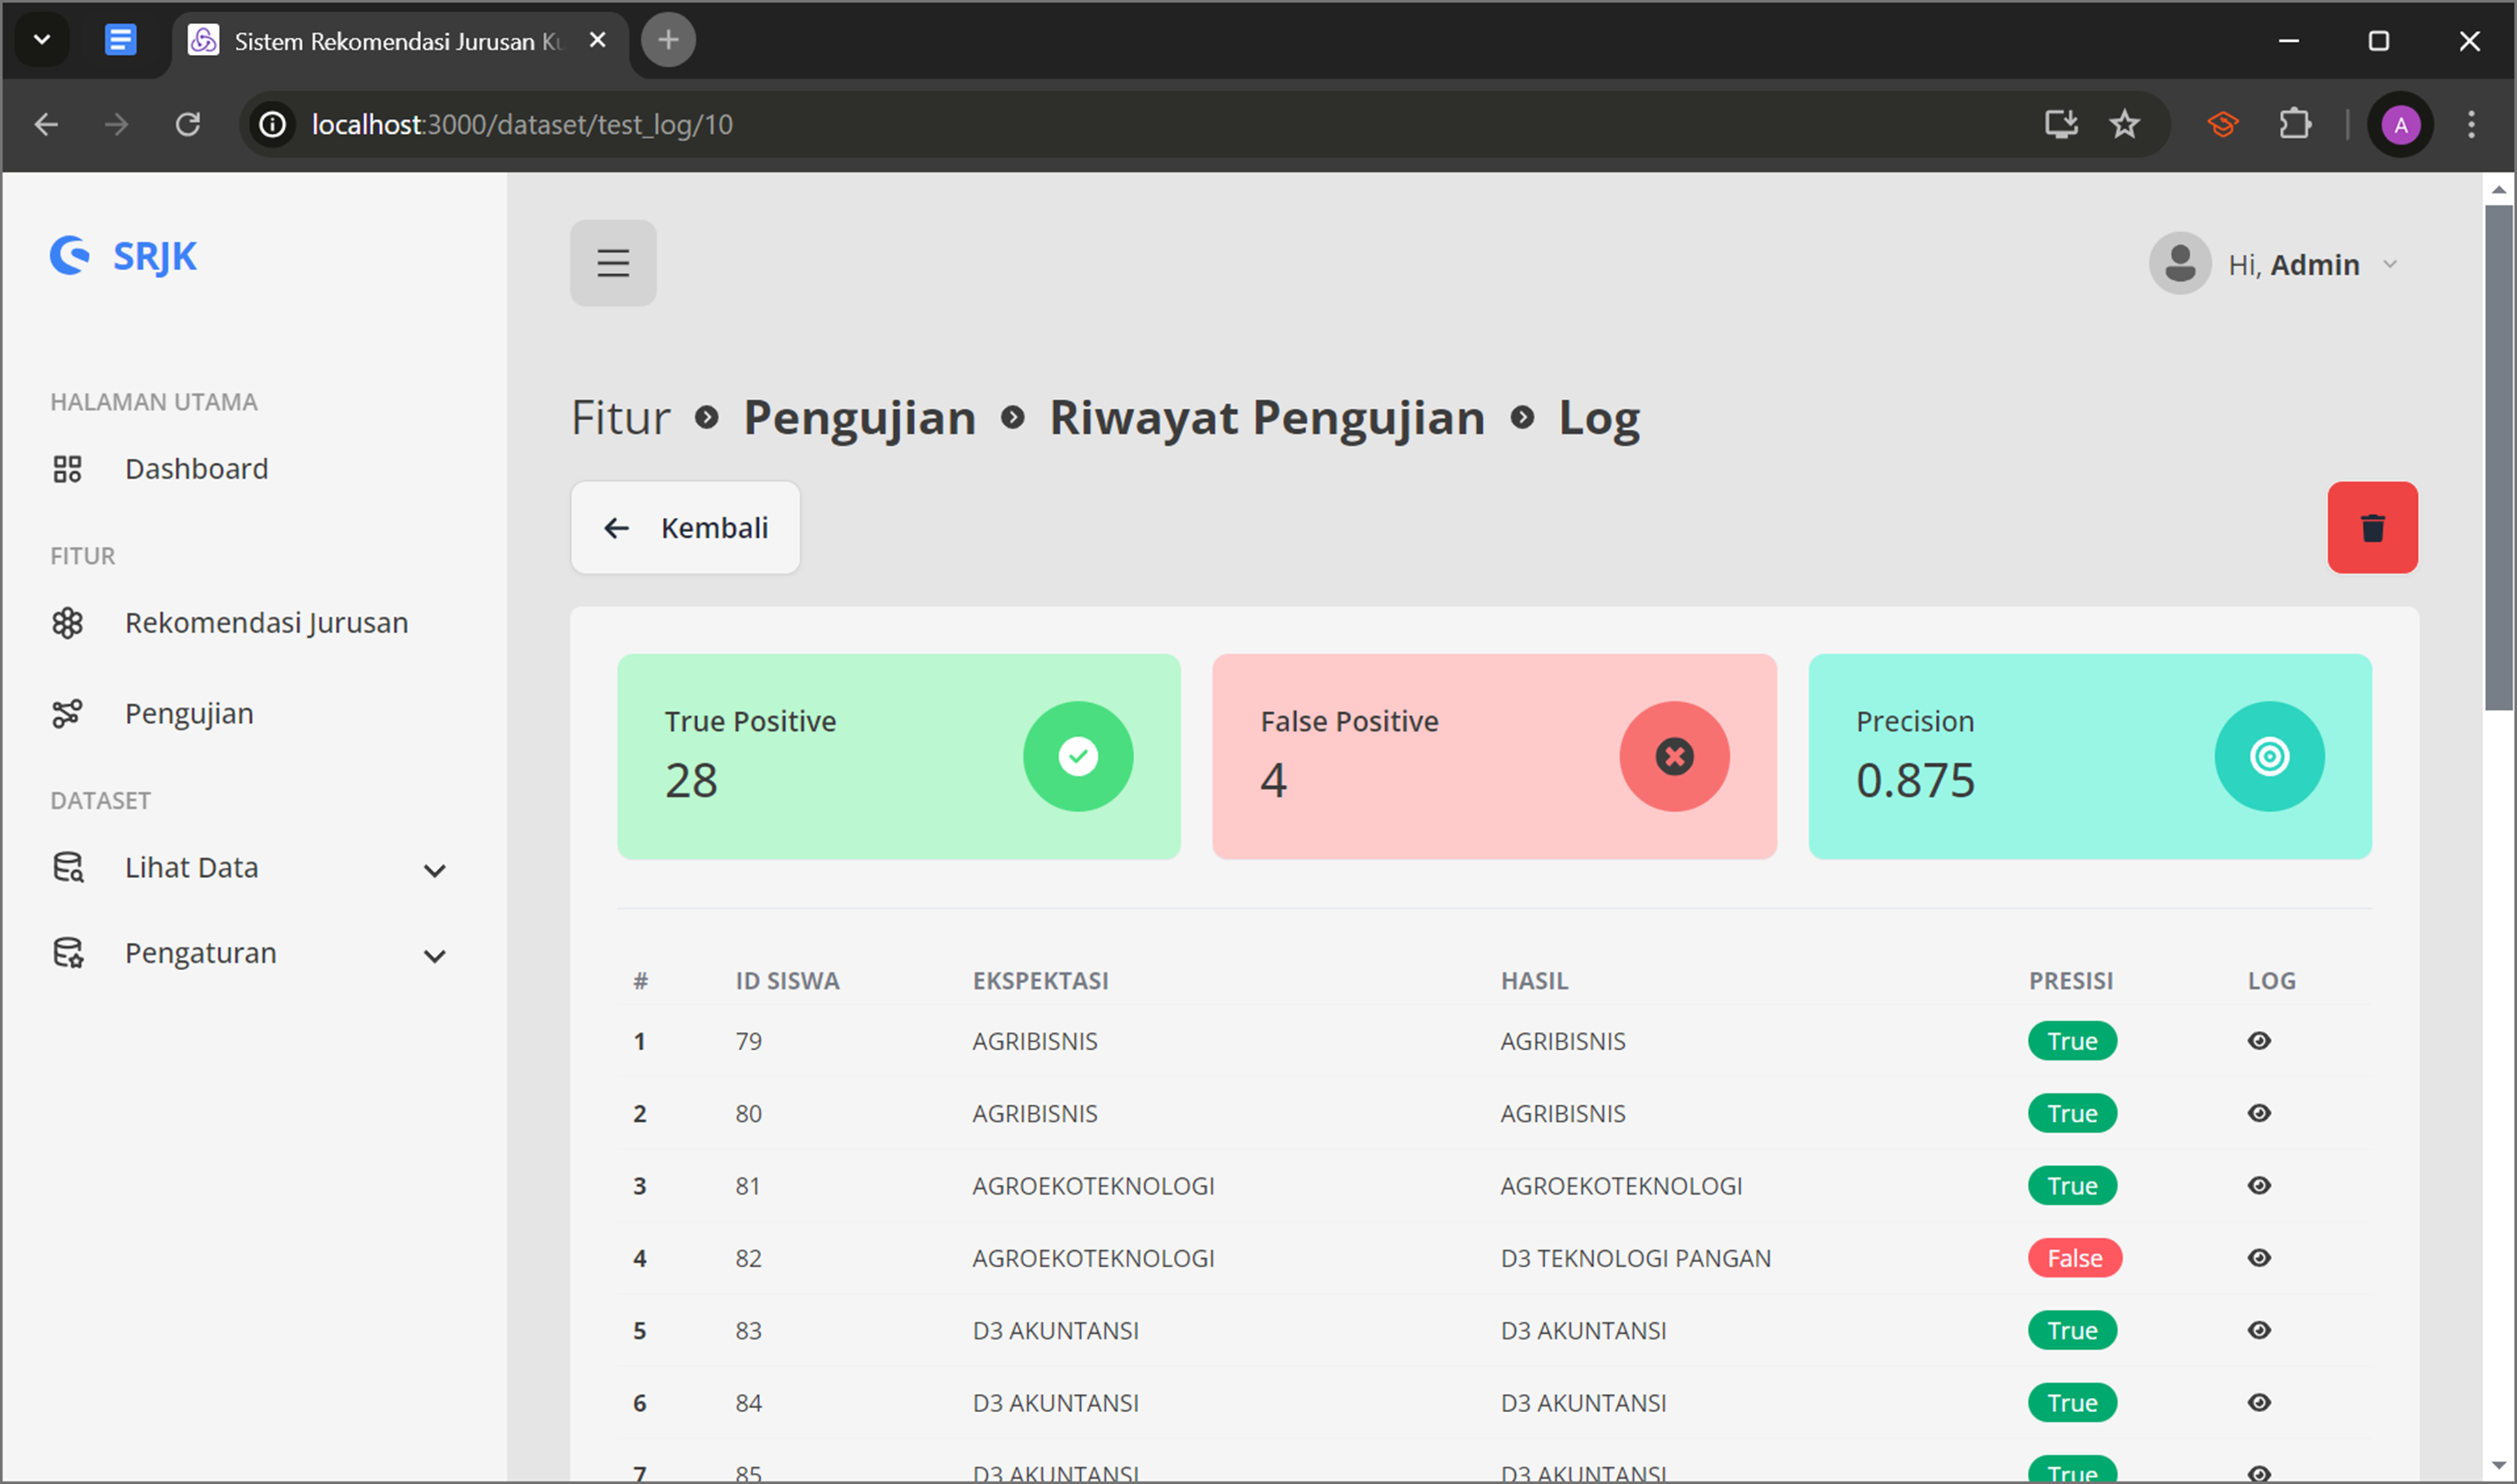 Sistem Rekomendasi Jurusan
localhost:3000/dataset/test_log/10
A
SRJK
Hi, Admin
HALAMAN UTAMA
Dashboard
FITUR
Rekomendasi Jurusan
Pengujian
DATASET
Lihat Data
Pengaturan
Fitur Pengujian Riwayat Pengujian Log
Kembali
True Positive
28
False Positive
4
Precision
0.875
# ID SISWA EKSPEKTASI HASIL PRESISI LOG
1 79 AGRIBISNIS AGRIBISNIS True
2 80 AGRIBISNIS AGRIBISNIS True
3 81 AGROEKOTEKNOLOGI AGROEKOTEKNOLOGI True
4 82 AGROEKOTEKNOLOGI D3 TEKNOLOGI PANGAN False
5 83 D3 AKUNTANSI D3 AKUNTANSI True
6 84 D3 AKUNTANSI D3 AKUNTANSI True
7 85 D3 AKUNTANSI D3 AKUNTANSI True